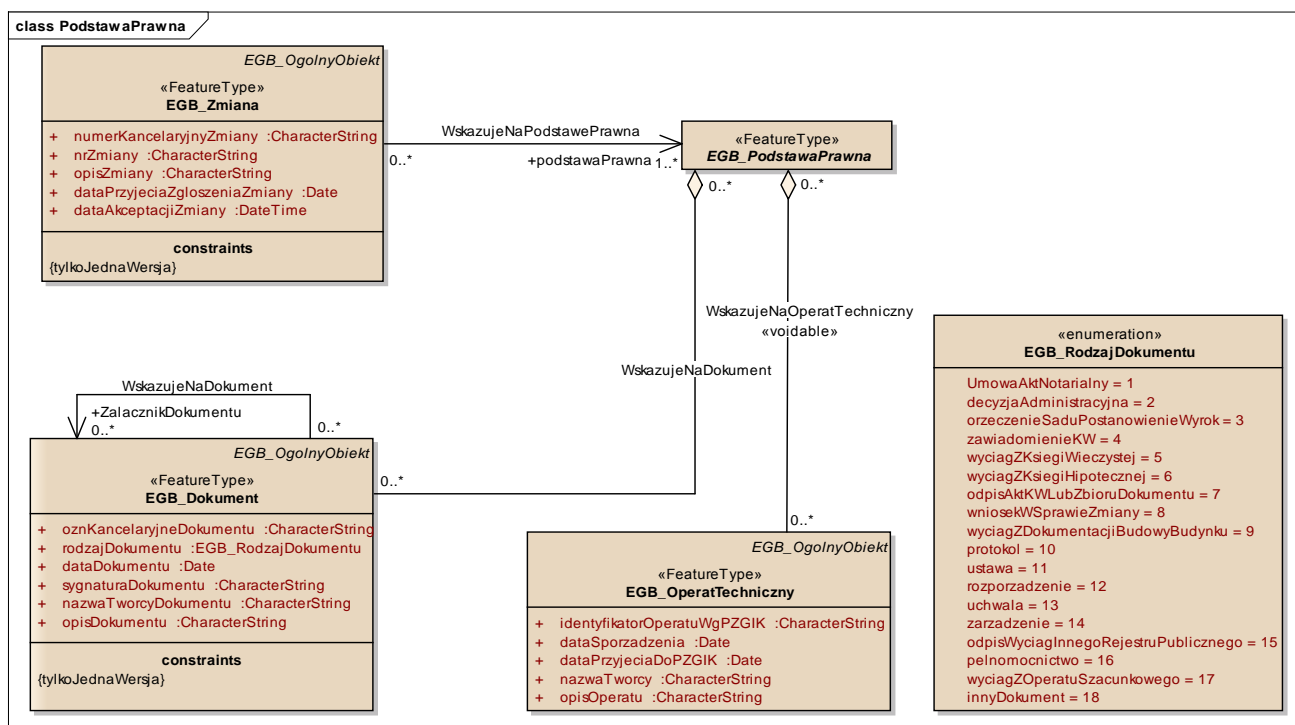 class PodstawaPrawna
EGB_OgolnyObiekt
«FeatureType»
EGB_Zmiana
+ numerKancelaryjnyZmiany :CharacterString
+ nrZmiany :CharacterString
+ opisZmiany :CharacterString
+ dataPrzyjeciaZgloszeniaZmiany :Date
+ dataAkceptacjiZmiany :DateTime
constraints
{tylkoJednaWersja}
WskazujeNaPodstawePrawna
0..*
+podstawaPrawna
1..*
«FeatureType»
EGB_PodstawaPrawna
0..*
0..*
WskazujeNaOperatTechniczny
«voidable»
WskazujeNaDokument
WskazujeNaDokument
+ZalacznikDokumentu
0..*
0..*
EGB_OgolnyObiekt
«FeatureType»
EGB_Dokument
+ oznKancelaryjneDokumentu :CharacterString
+ rodzajDokumentu :EGB_RodzajDokumentu
+ dataDokumentu :Date
+ sygnaturaDokumentu :CharacterString
+ nazwaTworcyDokumentu :CharacterString
+ opisDokumentu :CharacterString
constraints
{tylkoJednaWersja}
0..*
0..*
EGB_OgolnyObiekt
«FeatureType»
EGB_OperatTechniczny
+ identyfikatorOperatuWgPZGIK :CharacterString
+ dataSporzadzenia :Date
+ dataPrzyjeciaDoPZGIK :Date
+ nazwaTworcy :CharacterString
+ opisOperatu :CharacterString
«enumeration»
EGB_RodzajDokumentu
UmowaAktNotarialny = 1
decyzjaAdministracyjna = 2
orzeczenieSaduPostanowienieWyrok = 3
zawiadomienieKW = 4
wyciagZKsiegiWieczystej = 5
wyciagZKsiegiHipotecznej = 6
odpisAktKWLubZbioruDokumentu = 7
wniosekWSprawieZmiany = 8
wyciagZDokumentacjiBudowyBudynku = 9
protokol = 10
ustawa = 11
rozporzadzenie = 12
uchwala = 13
zarzadzenie = 14
odpisWyciagInnegoRejestruPublicznego = 15
pelnomocnictwo = 16
wyciagZOperatuSzacunkowego = 17
innyDokument = 18